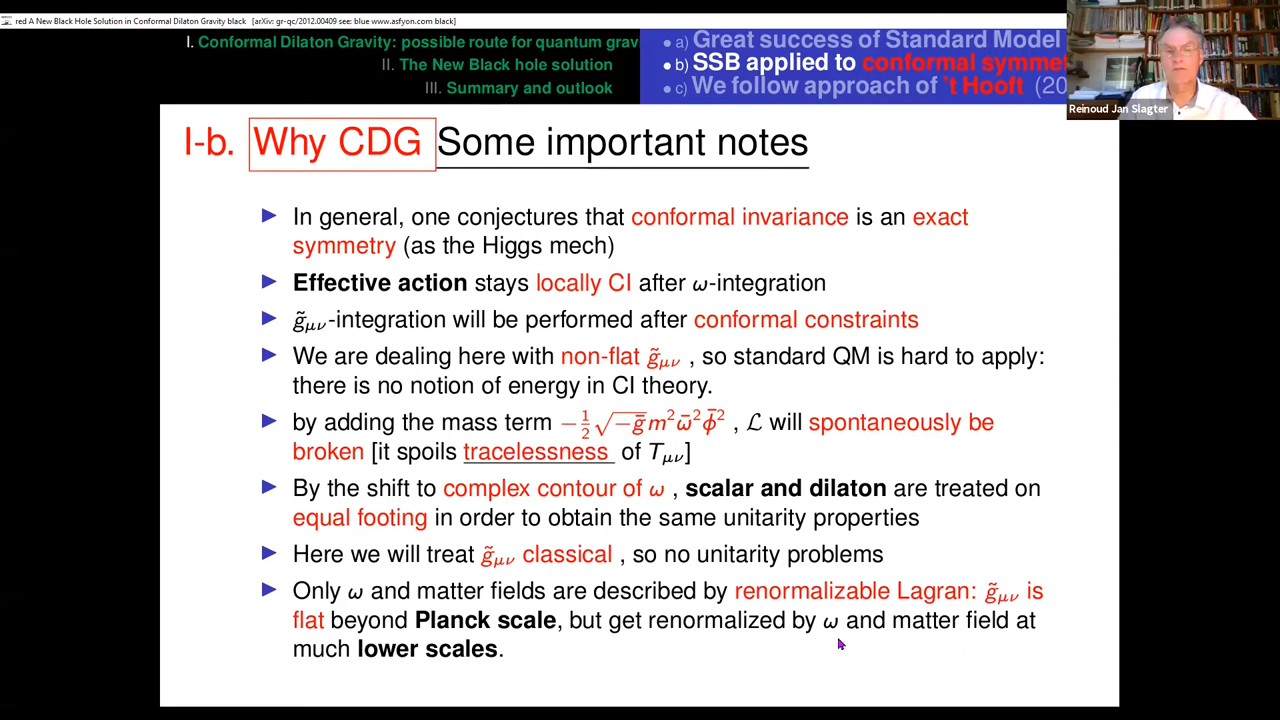 red A New Black Hole Solution in Conformal Dilaton Gravity black    [arXiv: gr-qc/2012.00409 see: blue www.asfyon.com black]
I. Conformal Dilaton Gravity: possible route for quantum grav
II. The New Black hole solution
III. Summary and outlook
a) Great success of Standard Model
b) SSB applied to conformal symme
c) We follow approach of 't Hooft (20
Reinoud Jan Slagter
I-b. Why CDG Some important notes
▶ In general, one conjectures that conformal invariance is an exact
symmetry (as the Higgs mech)
▶ Effective action stays locally CI after ω-integration
▶ g̃μν-integration will be performed after conformal constraints
▶ We are dealing here with non-flat g̃μν , so standard QM is hard to apply:
there is no notion of energy in CI theory.
▶ by adding the mass term −½√−ḡm²ω̄²ϕ̄² , ℒ will spontaneously be
broken [it spoils tracelessness of Tμν]
▶ By the shift to complex contour of ω , scalar and dilaton are treated on
equal footing in order to obtain the same unitarity properties
▶ Here we will treat g̃μν classical , so no unitarity problems
▶ Only ω and matter fields are described by renormalizable Lagran: g̃μν is
flat beyond Planck scale, but get renormalized by ω and matter field at
much lower scales.